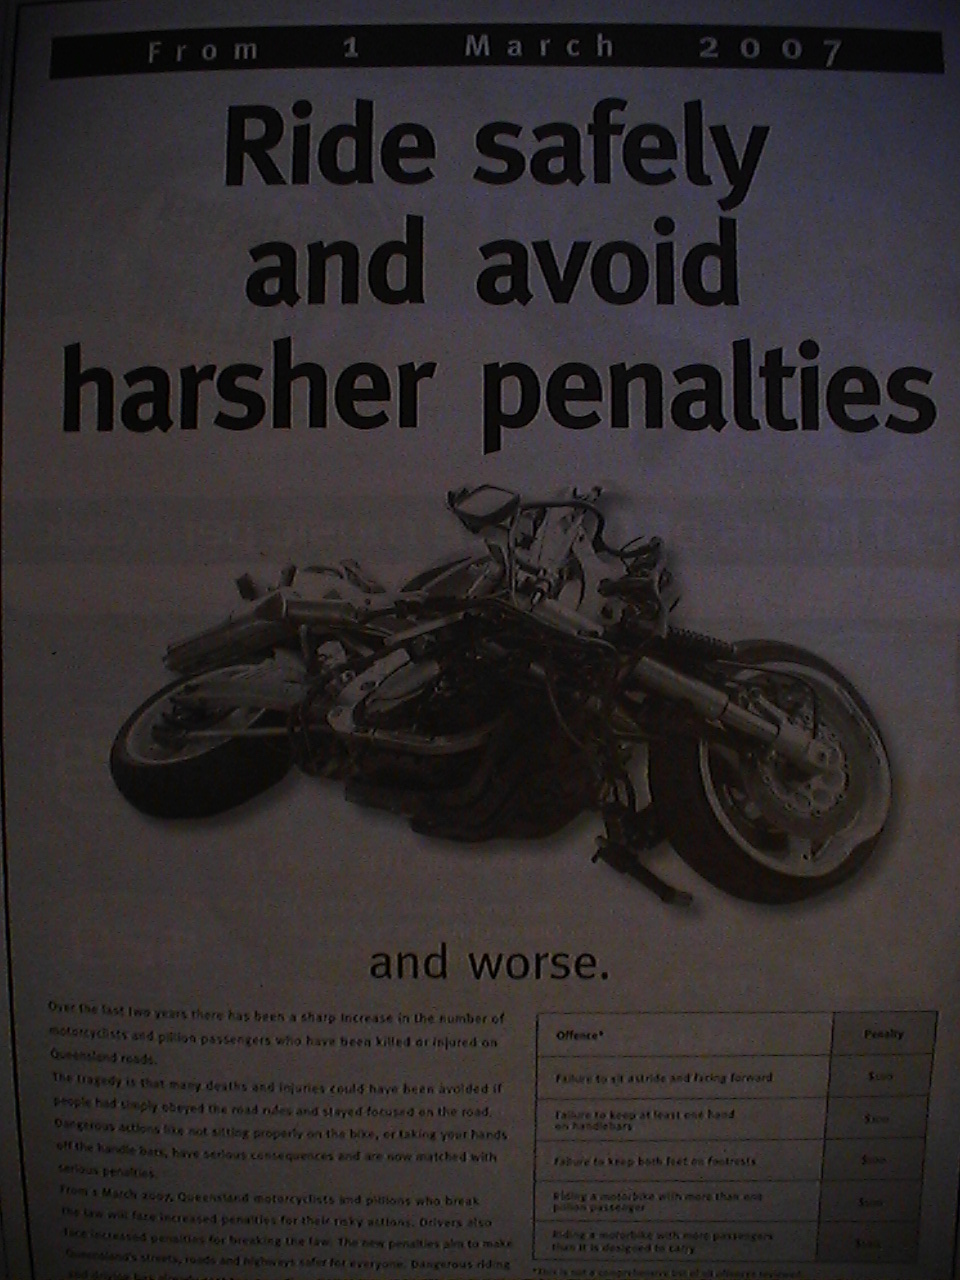 From 1 March 2007
Ride safely
and avoid
harsher penalties
and worse.
Over the last two years there has been a sharp increase in the number of
motorcyclists and pillion passengers who have been killed or injured on
Queensland roads.
The tragedy is that many deaths and injuries could have been avoided if
people had simply obeyed the road rules and stayed focused on the road.
Dangerous actions like not sitting properly on the bike, or taking your hands
off the handle bars, have serious consequences and are now matched with
serious penalties.
From 1 March 2007, Queensland motorcyclists and pillions who break
the law will face increased penalties for their risky actions. Drivers also
face increased penalties for breaking the law. The new penalties aim to make
Queensland's streets, roads and highways safer for everyone. Dangerous riding
Offence* Penalty
Failure to sit astride and facing forward
Failure to keep at least one hand
on handlebars
Failure to keep both feet on footrests
Riding a motorbike with more than one
pillion passenger
Riding a motorbike with more passengers
than it is designed to carry
*This is not a comprehensive list of all offences